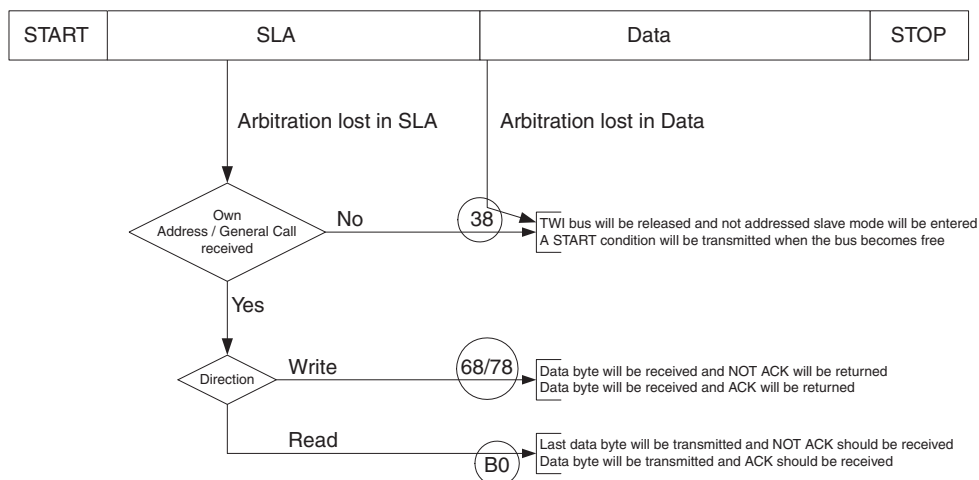 START SLA Data STOP
Arbitration lost in SLA Arbitration lost in Data
Own
Address / General Call
received
No
38
TWI bus will be released and not addressed slave mode will be entered
A START condition will be transmitted when the bus becomes free
Yes
Direction
Write
68/78
Data byte will be received and NOT ACK will be returned
Data byte will be received and ACK will be returned
Read
B0
Last data byte will be transmitted and NOT ACK should be received
Data byte will be transmitted and ACK should be received